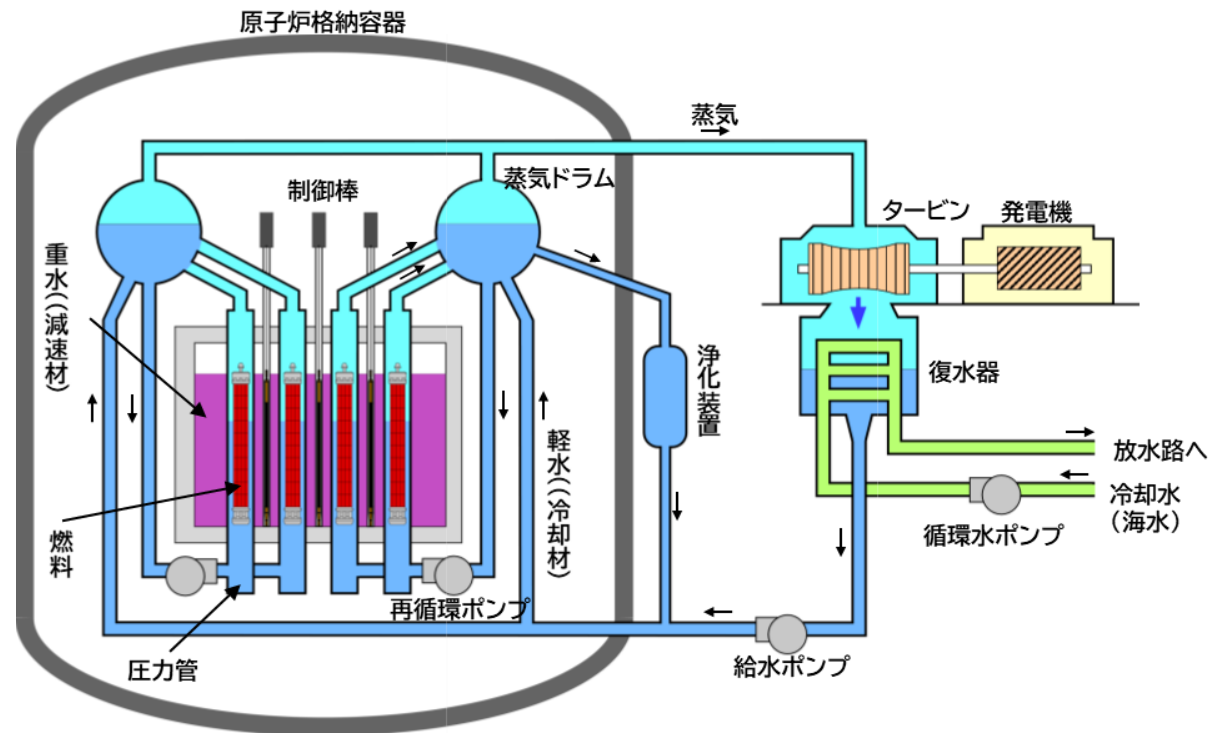 原子炉格納容器
蒸気
蒸気ドラム
制御棒
タービン
発電機
重水((減速材)
浄化装置
復水器
軽水((冷却材)
放水路へ
冷却水
(海水)
循環水ポンプ
燃料
再循環ポンプ
圧力管
給水ポンプ